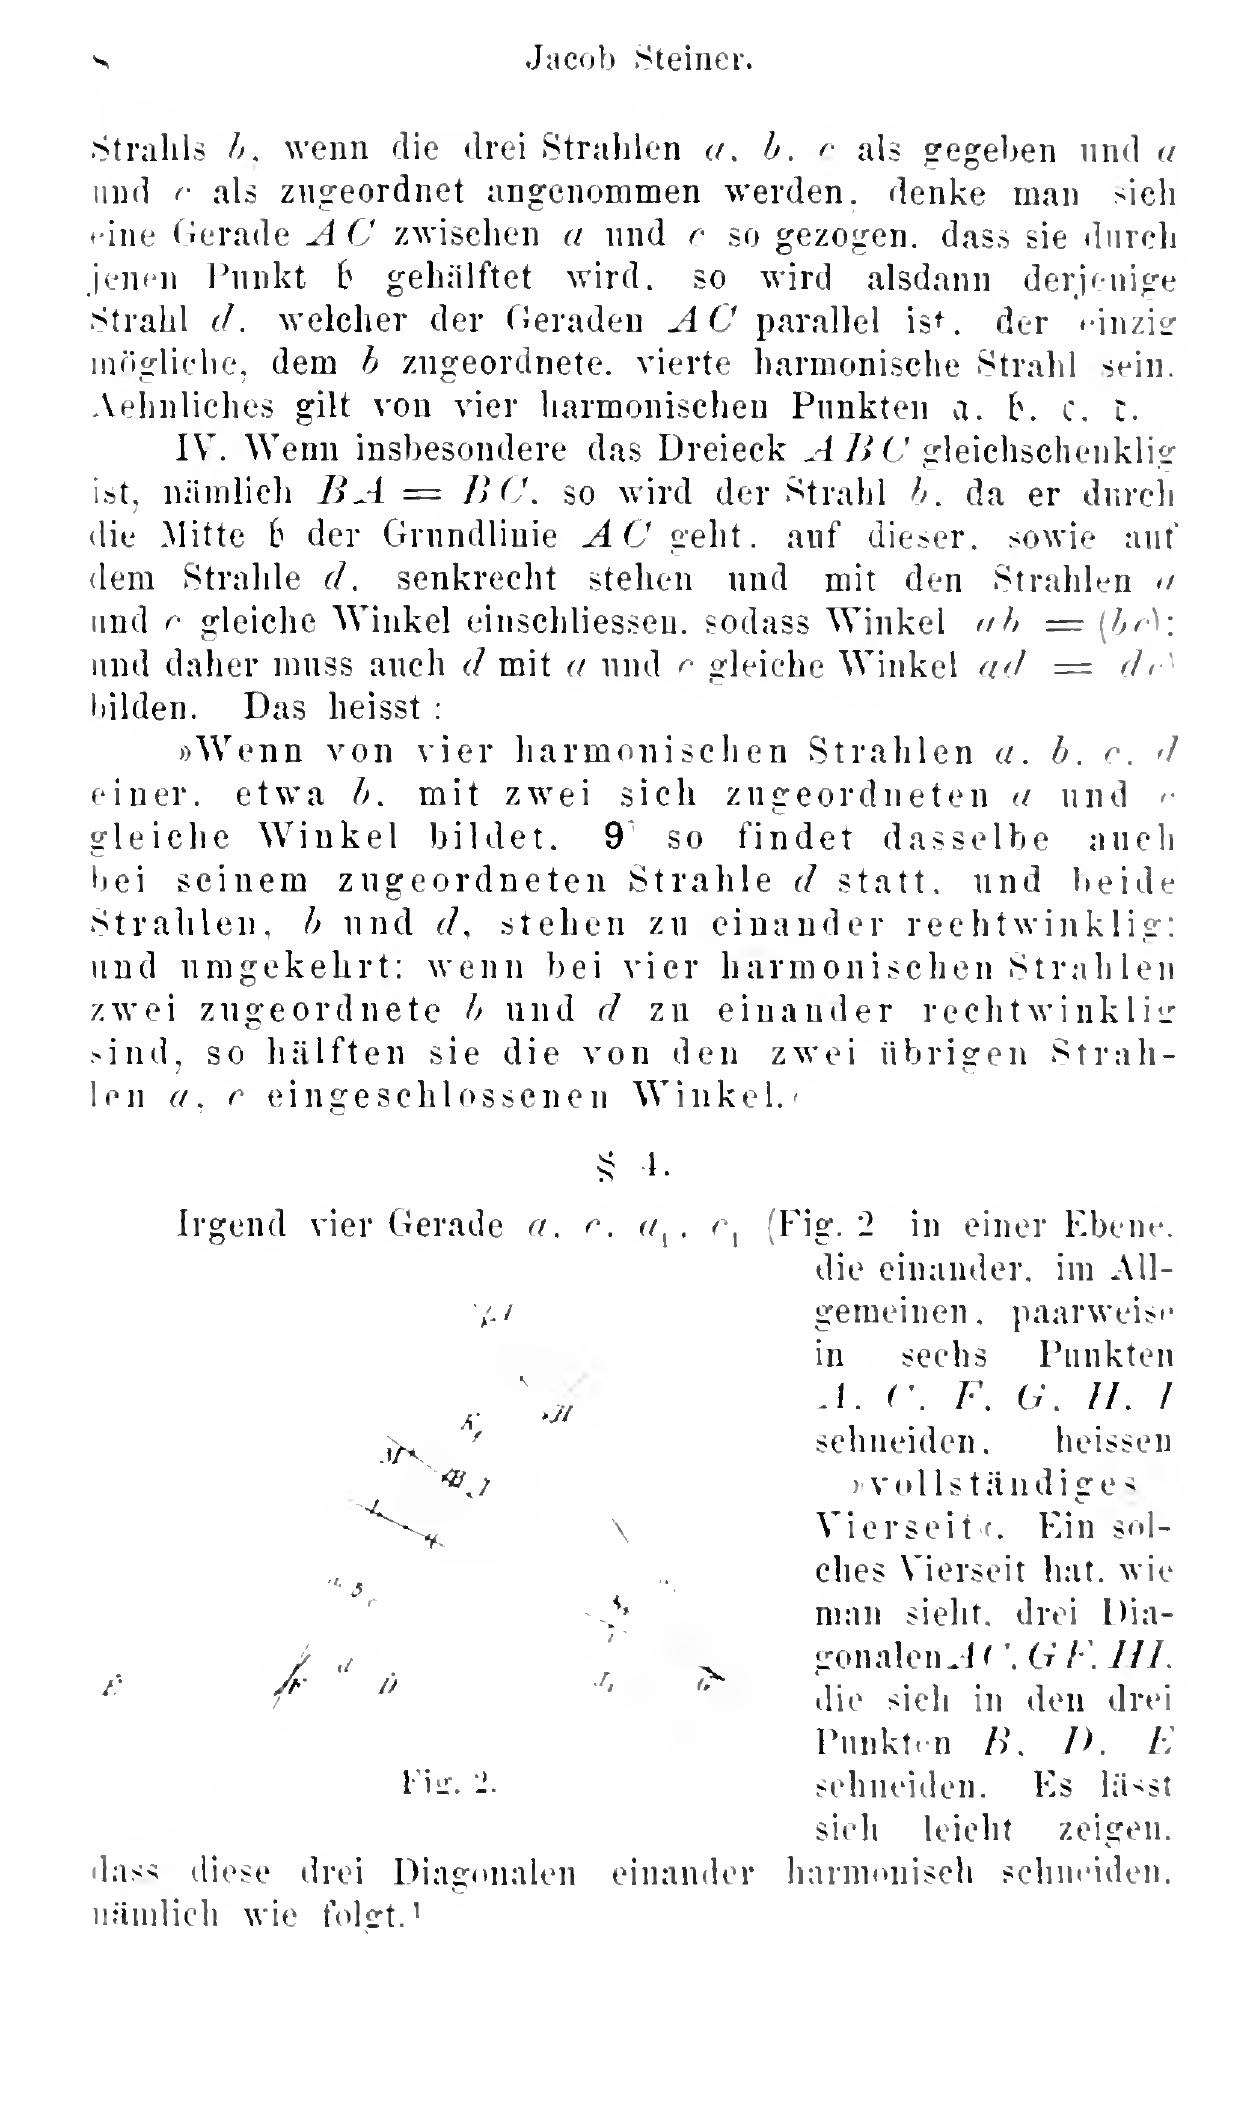 8 Jacob Steiner.
Strahls b, wenn die drei Strahlen a, b, c als gegeben und a
und c als zugeordnet angenommen werden, denke man sich
eine Gerade AC zwischen a und c so gezogen, dass sie durch
jenen Punkt b gehälftet wird, so wird alsdann derjenige
Strahl d, welcher der Geraden AC parallel ist, der einzig
mögliche, dem b zugeordnete, vierte harmonische Strahl sein.
Aehnliches gilt von vier harmonischen Punkten a, b, c, d.
IV. Wenn insbesondere das Dreieck ABC gleichschenklig
ist, nämlich BA = BC, so wird der Strahl b, da er durch
die Mitte b der Grundlinie AC geht, auf dieser, sowie auf
dem Strahle d, senkrecht stehen und mit den Strahlen a
und c gleiche Winkel einschliessen, sodass Winkel ab = (bc);
und daher muss auch d mit a und c gleiche Winkel ad = dc)
bilden. Das heisst:
»Wenn von vier harmonischen Strahlen a, b, c, d
einer, etwa b, mit zwei sich zugeordneten a und c
gleiche Winkel bildet, 9 so findet dasselbe auch
bei seinem zugeordneten Strahle d statt, und beide
Strahlen, b und d, stehen zu einander rechtwinklig;
und umgekehrt: wenn bei vier harmonischen Strahlen
zwei zugeordnete b und d zu einander rechtwinklig
sind, so hälften sie die von den zwei übrigen Strah-
len a, c eingeschlossenen Winkel.«
§ 4.
Irgend vier Gerade a, c, a₁, c₁ (Fig. 2 in einer Ebene,
die einander, im All-
gemeinen, paarweise
in sechs Punkten
A, C, F, G, H, I
schneiden, heissen
»vollständiges
Vierseit«. Ein sol-
ches Vierseit hat, wie
man sieht, drei Dia-
gonalen AC, GF, HI,
die sich in den drei
Punkten B, D, E
schneiden. Es lässt
sich leicht zeigen,
H
K
M
B
I
B
E
F
d
D
L
G
Fig. 2.
dass diese drei Diagonalen einander harmonisch schneiden,
nämlich wie folgt.¹